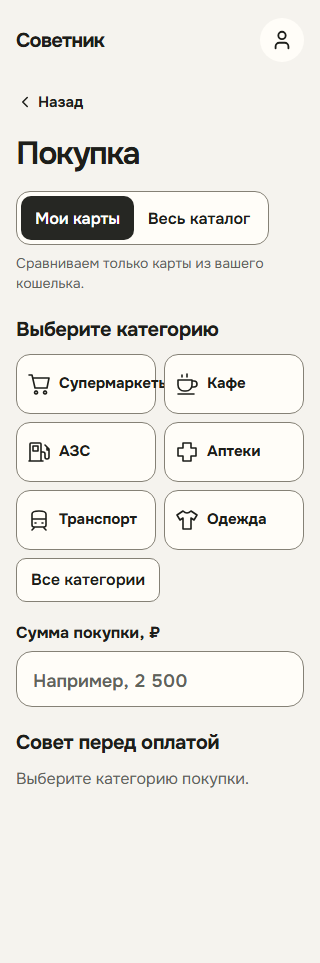 Советник
Назад
Покупка
Мои карты
Весь каталог
Сравниваем только карты из вашего
кошелька.
Выберите категорию
Супермаркеты
Кафе
АЗС
Аптеки
Транспорт
Одежда
Все категории
Сумма покупки, ₽
Например, 2 500
Совет перед оплатой
Выберите категорию покупки.